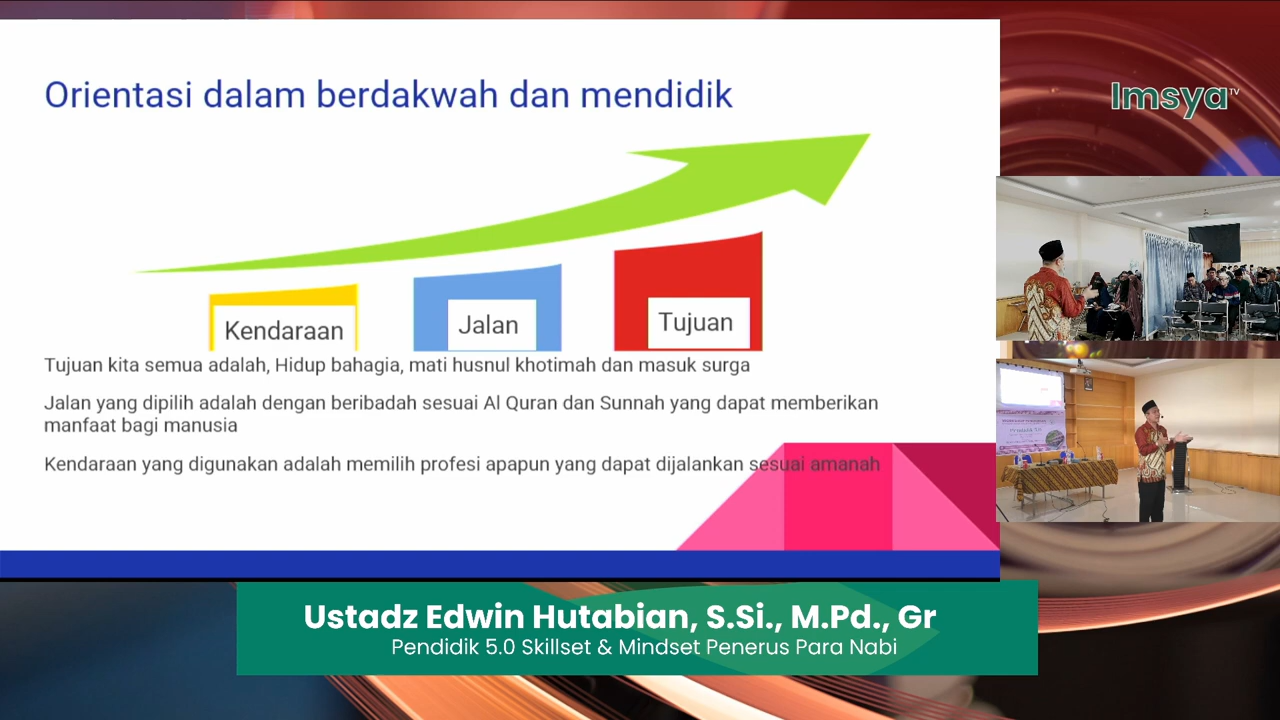 Orientasi dalam berdakwah dan mendidik
Imsya TV
Kendaraan
Jalan
Tujuan
Tujuan kita semua adalah, Hidup bahagia, mati husnul khotimah dan masuk surga
Jalan yang dipilih adalah dengan beribadah sesuai Al Quran dan Sunnah yang dapat memberikan
manfaat bagi manusia
Kendaraan yang digunakan adalah memilih profesi apapun yang dapat dijalankan sesuai amanah
Ustadz Edwin Hutabian, S.Si., M.Pd., Gr
Pendidik 5.0 Skillset & Mindset Penerus Para Nabi